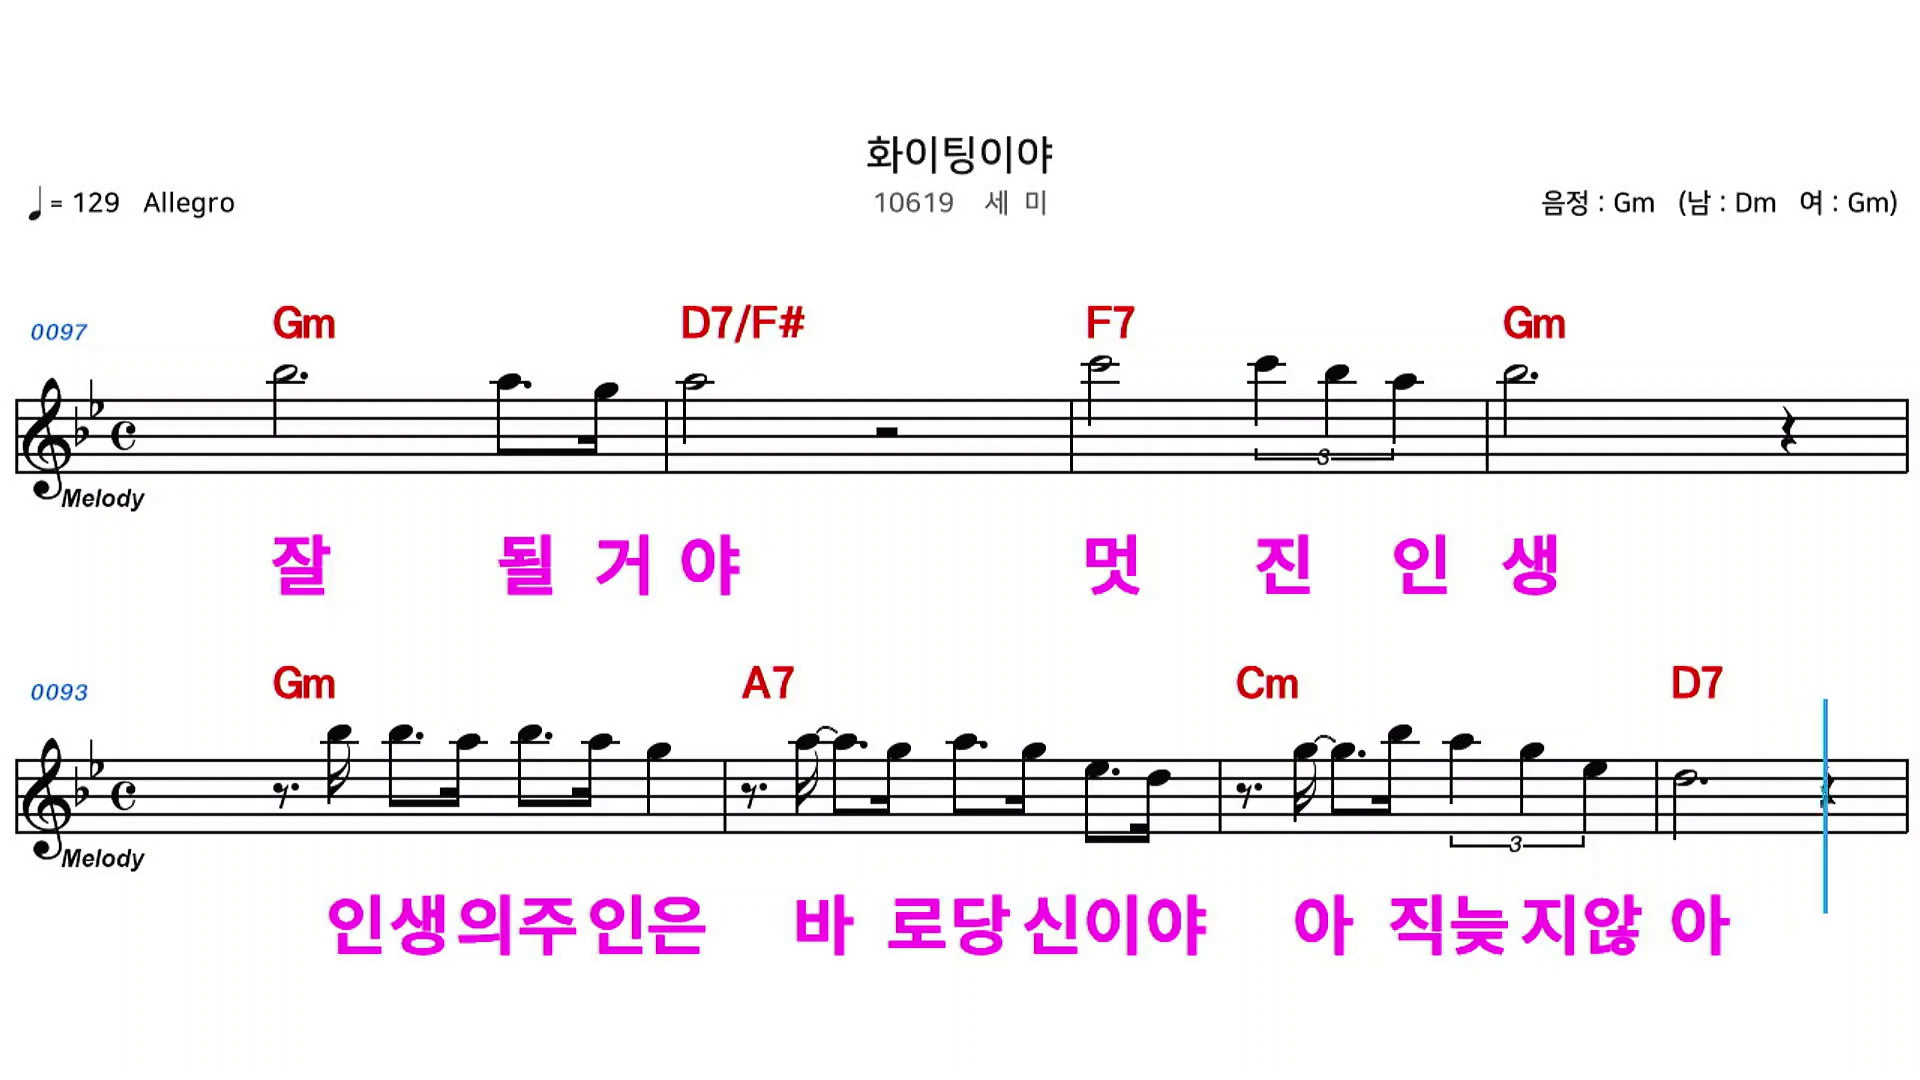 화이팅이야
= 129 Allegro
10619 세 미
음정 : Gm (남 : Dm 여 : Gm)
0097
Gm D7/F# F7 Gm
3
Melody
잘 될 거 야 멋 진 인 생
0093
Gm A7 Cm D7
3
Melody
인생의주인은 바 로당신이야 아 직늦지않 아